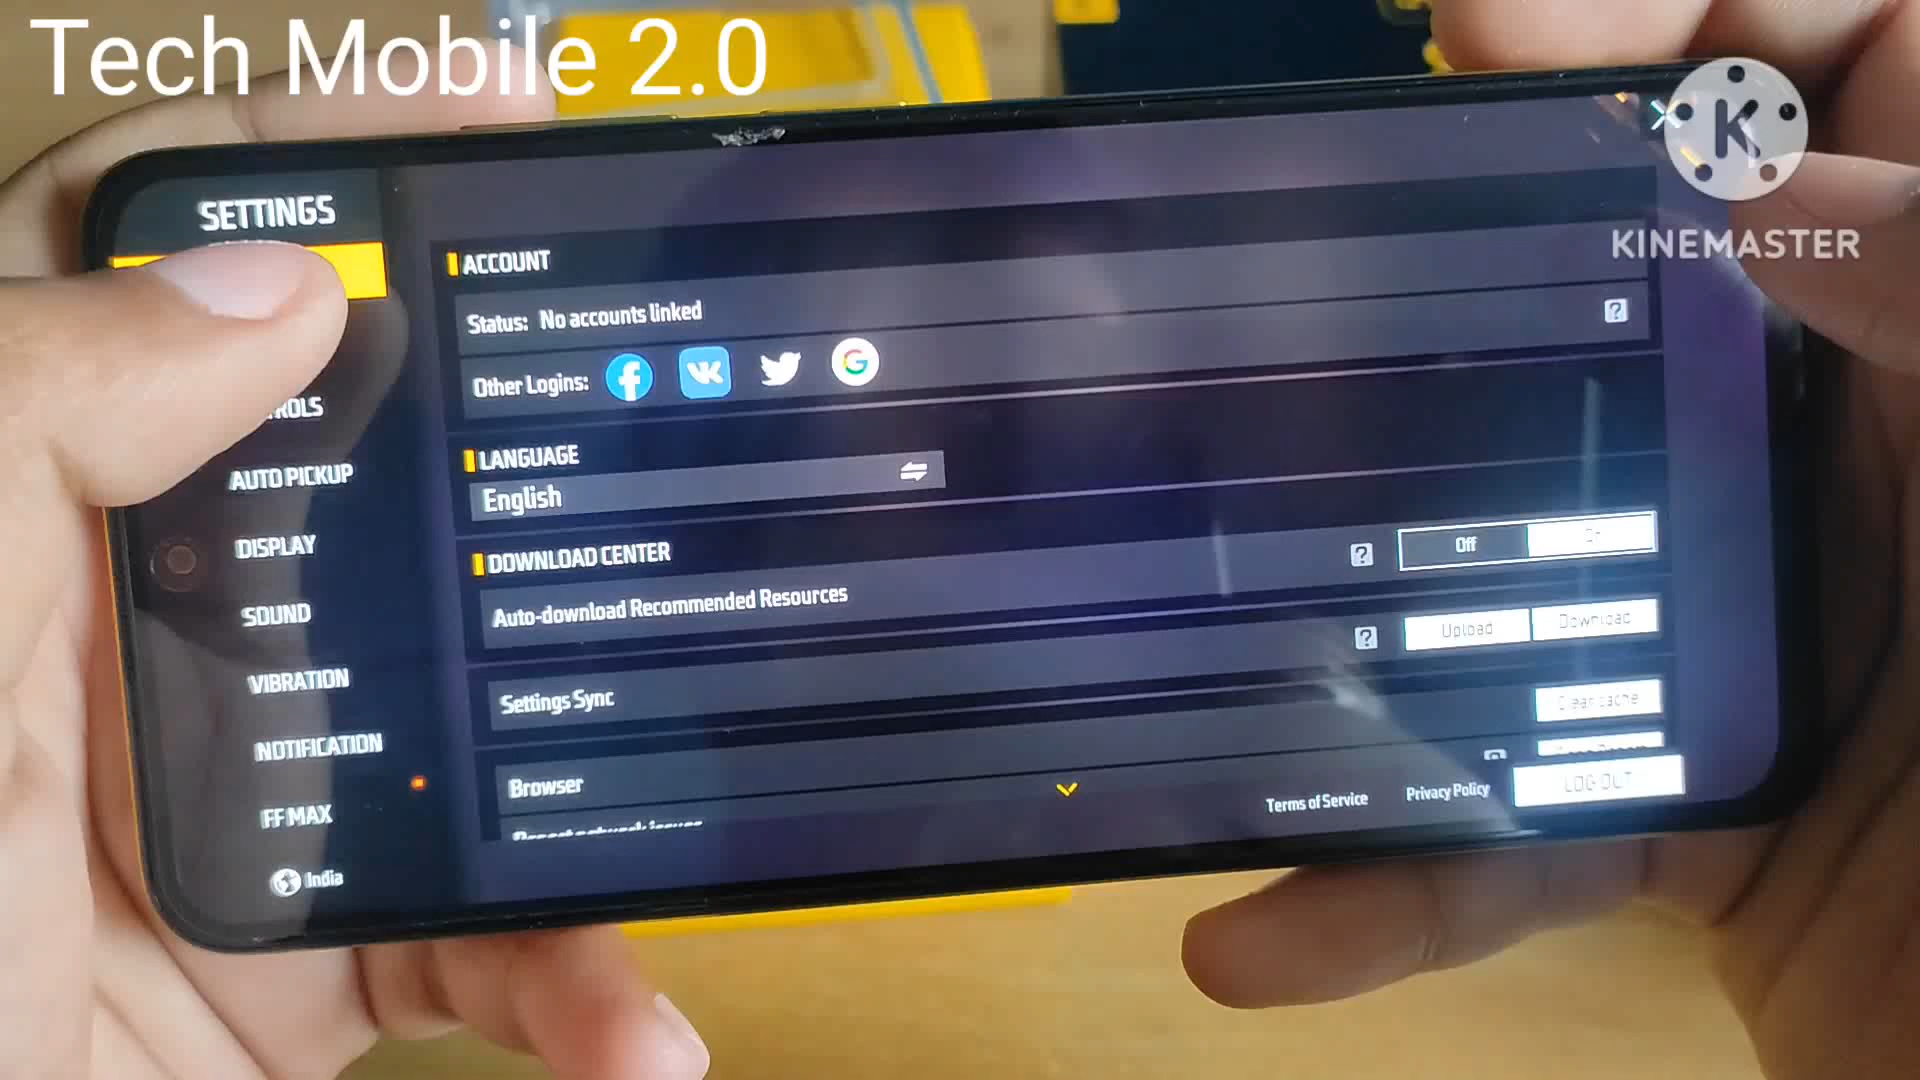 Tech Mobile 2.0
K
KINEMASTER
SETTINGS
AUTO PICKUP
DISPLAY
SOUND
VIBRATION
NOTIFICATION
FF MAX
India
ACCOUNT
Status: No accounts linked
Other Logins:
LANGUAGE
English
DOWNLOAD CENTER
Auto-download Recommended Resources
Off On
Settings Sync
Upload Download
Browser
Clear cache
Terms of Service
Privacy Policy
LOG OUT